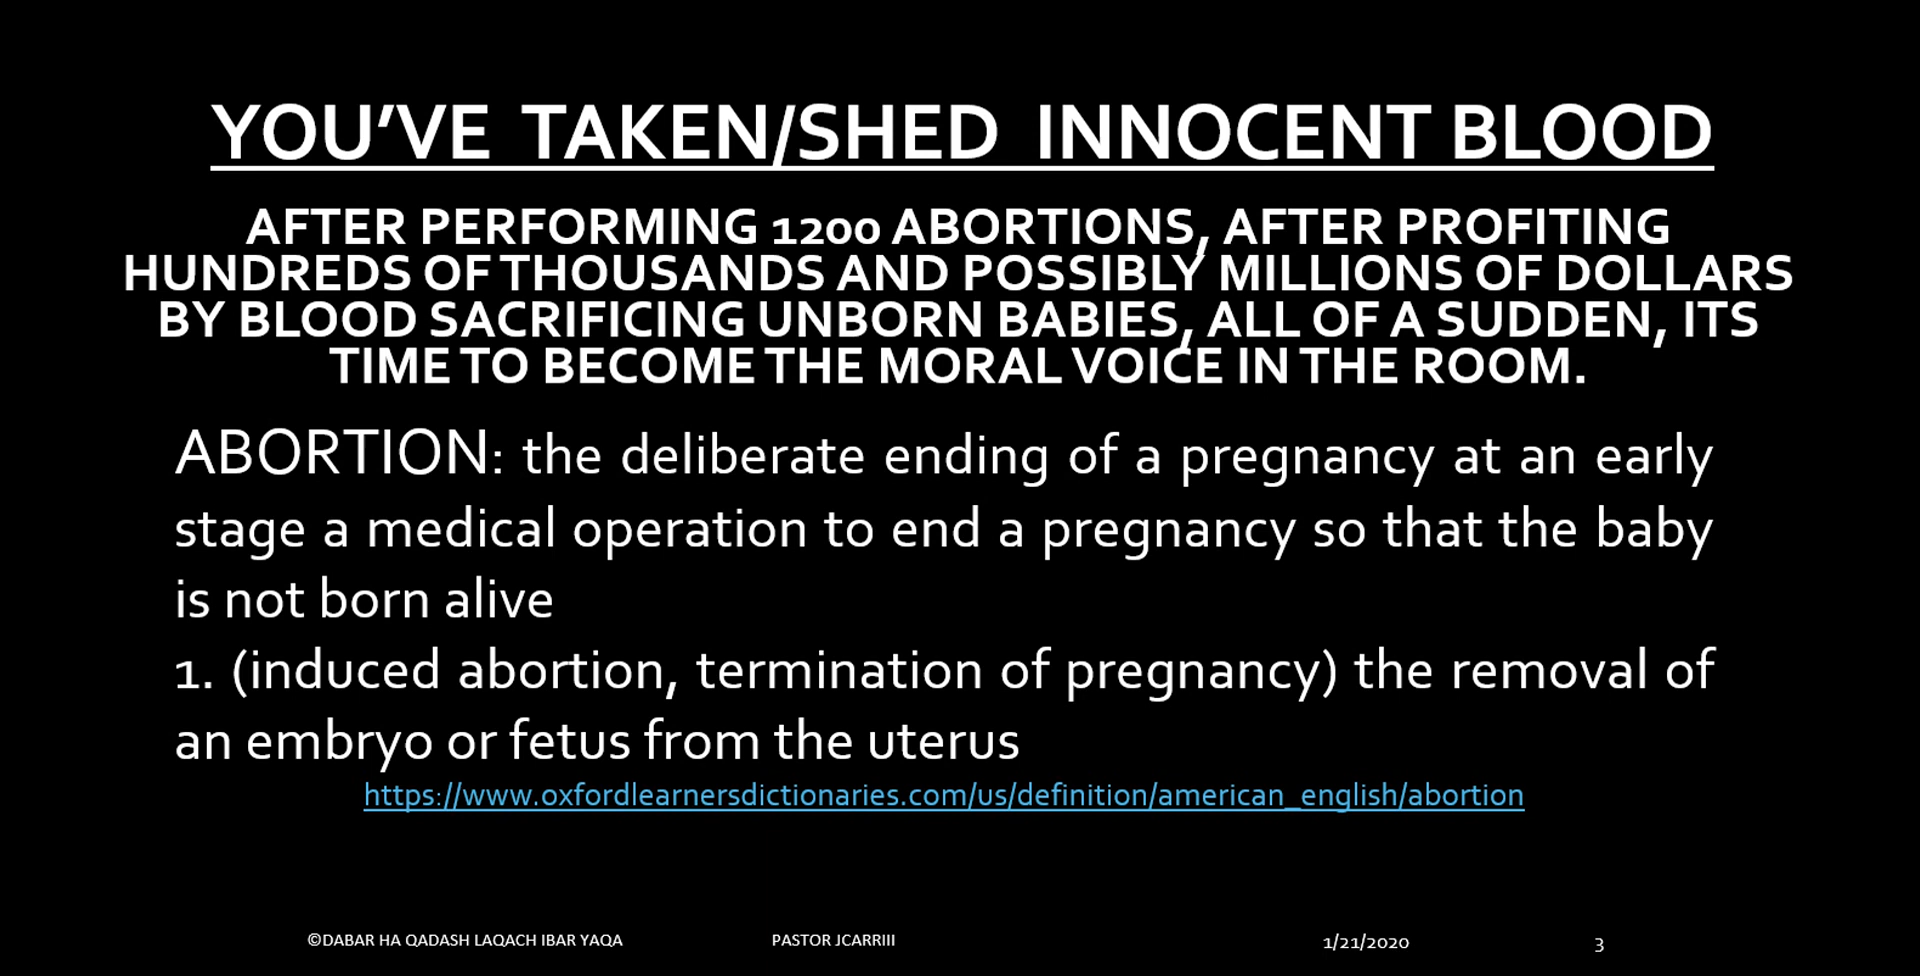 YOU’VE TAKEN/SHED INNOCENT BLOOD
AFTER PERFORMING 1200 ABORTIONS, AFTER PROFITING
HUNDREDS OF THOUSANDS AND POSSIBLY MILLIONS OF DOLLARS
BY BLOOD SACRIFICING UNBORN BABIES, ALL OF A SUDDEN, ITS
TIME TO BECOME THE MORAL VOICE IN THE ROOM.
ABORTION: the deliberate ending of a pregnancy at an early
stage a medical operation to end a pregnancy so that the baby
is not born alive
1. (induced abortion, termination of pregnancy) the removal of
an embryo or fetus from the uterus
https://www.oxfordlearnersdictionaries.com/us/definition/american_english/abortion
©DABAR HA QADASH LAQACH IBAR YAQA PASTOR JCARRIII 1/21/2020 3